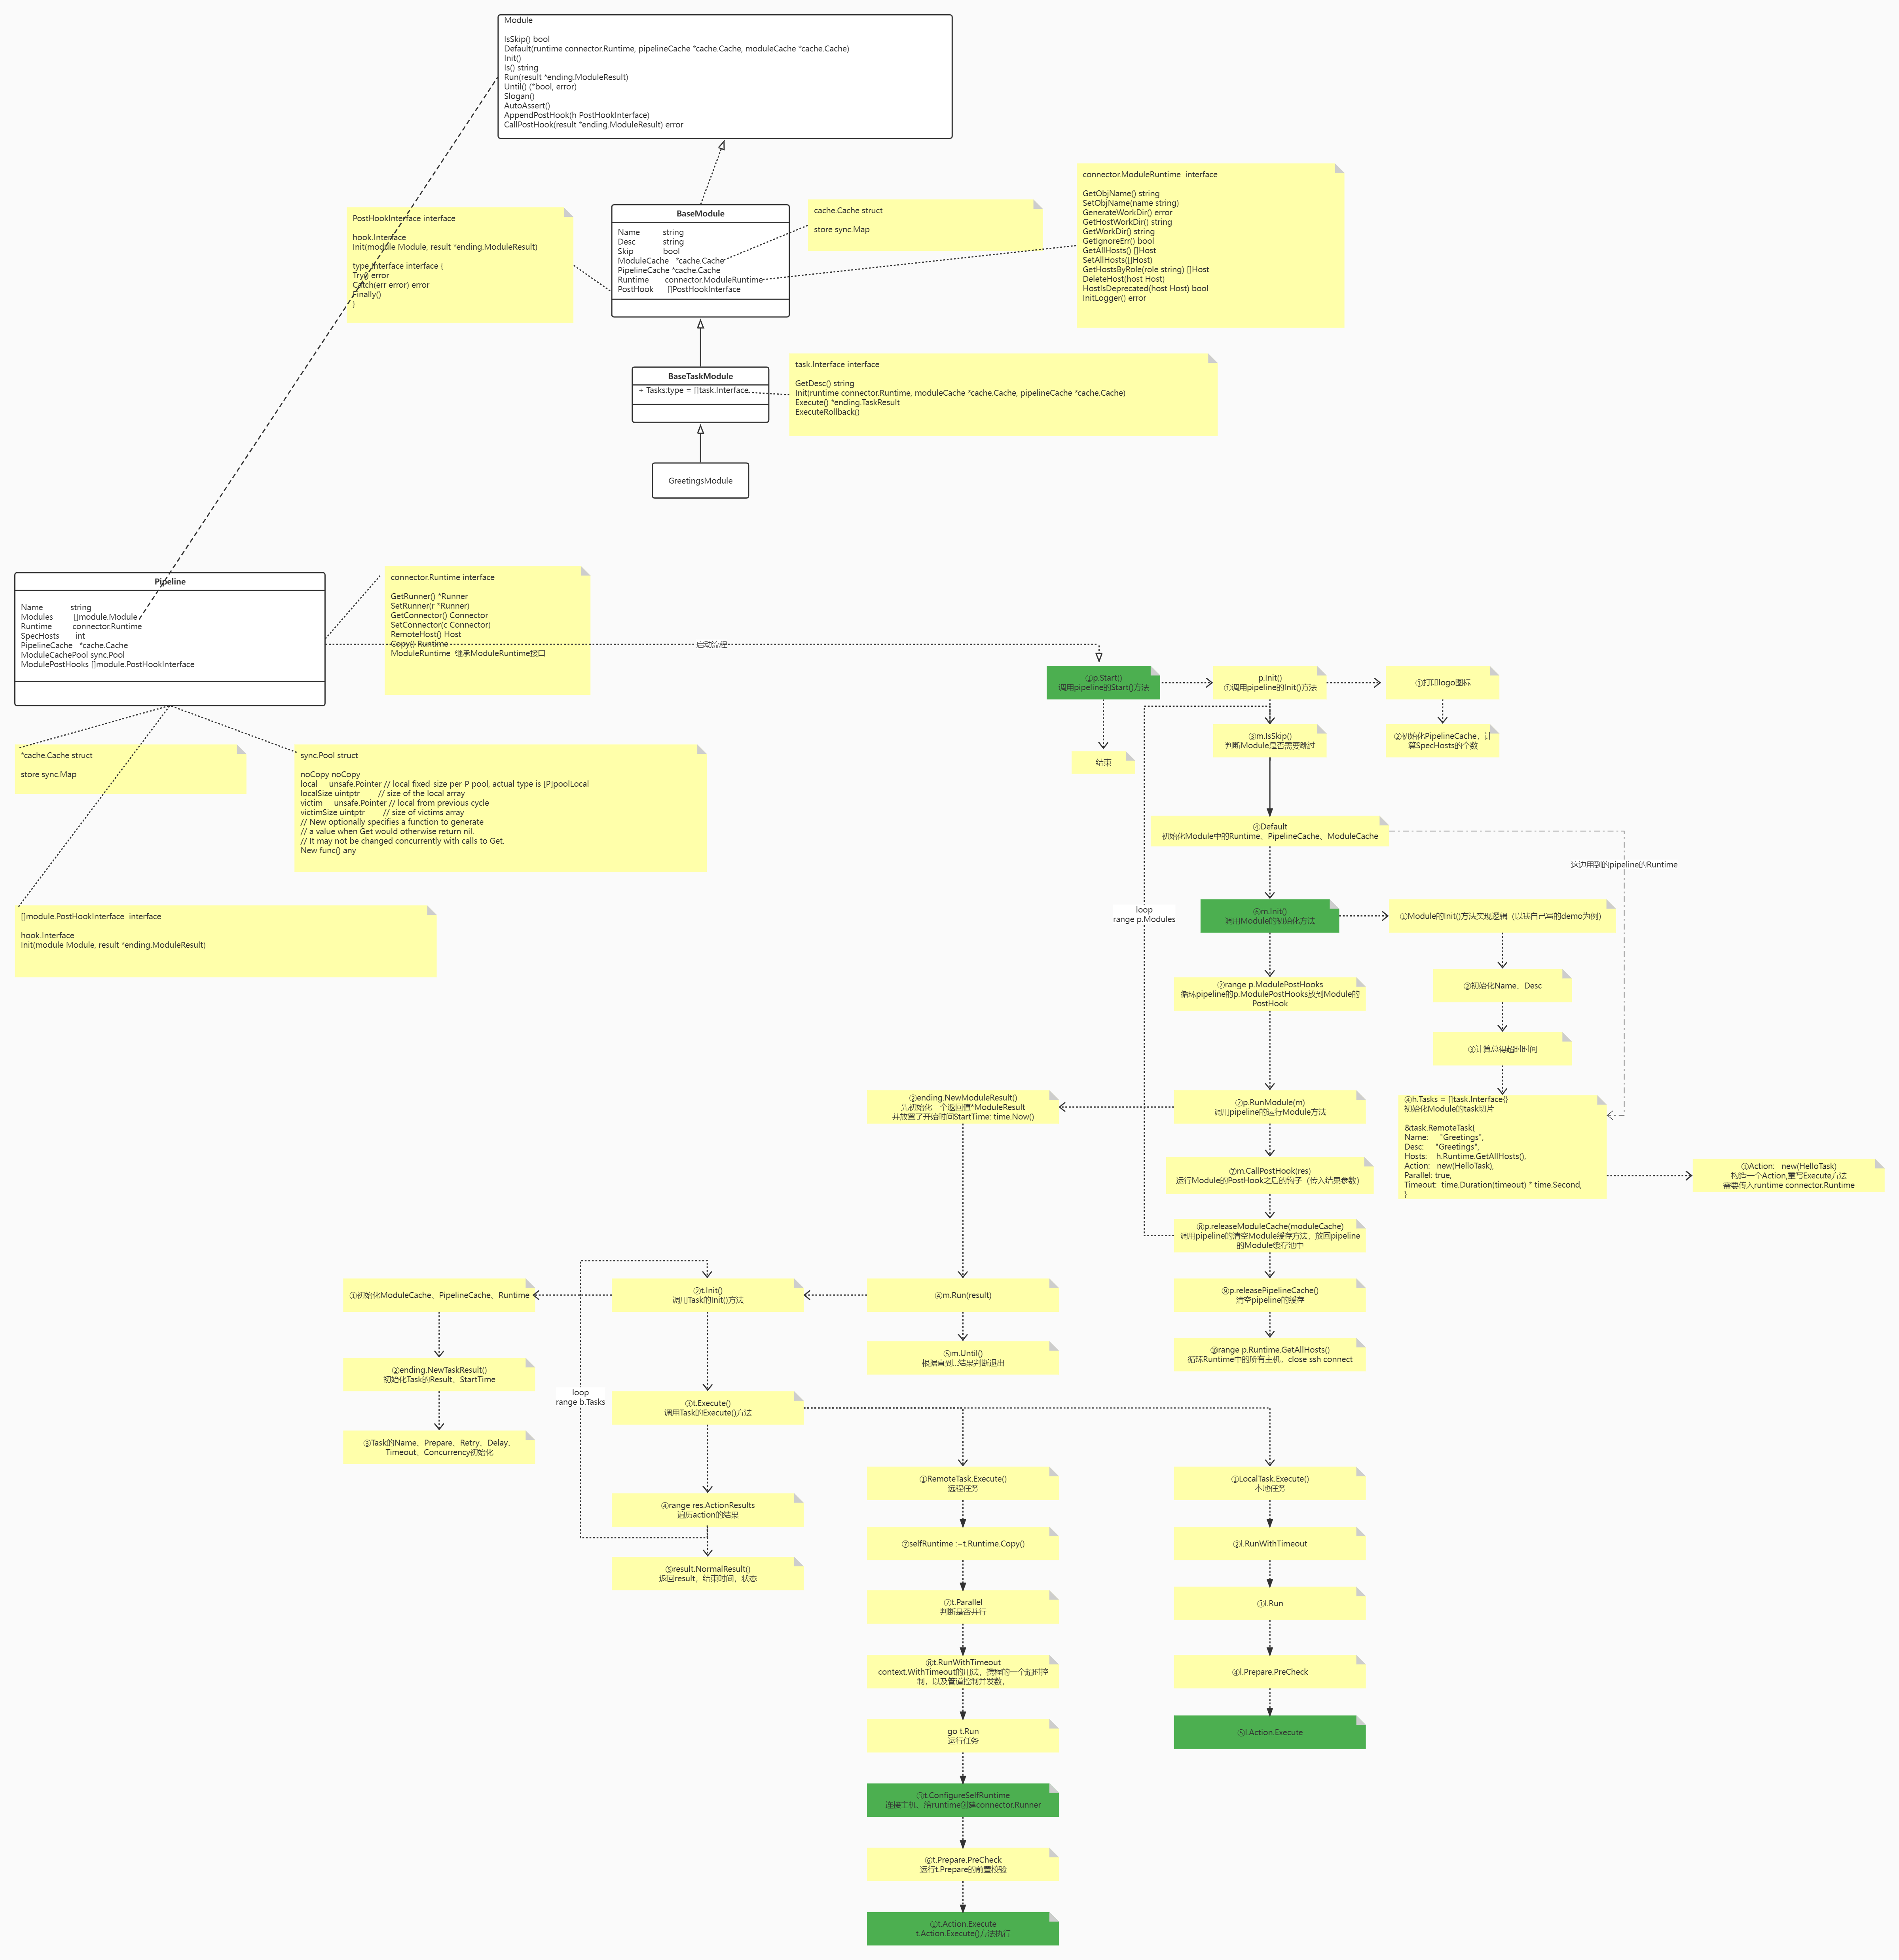 Module
IsSkip() bool
Default(runtime connector.Runtime, pipelineCache *cache.Cache, moduleCache *cache.Cache)
Init()
Is() string
Run(result *ending.ModuleResult)
Until() (*bool, error)
Slogan()
AutoAssert()
AppendPostHook(h PostHookInterface)
CallPostHook(result *ending.ModuleResult) error
PostHookInterface interface
hook.Interface
Init(module Module, result *ending.ModuleResult)
type Interface interface {
Try() error
Catch(err error) error
Finally()
}
BaseModule
Name string
Desc string
Skip bool
ModuleCache *cache.Cache
PipelineCache *cache.Cache
Runtime connector.ModuleRuntime
PostHook []PostHookInterface
cache.Cache struct
store sync.Map
connector.ModuleRuntime interface
GetObjName() string
SetObjName(name string)
GenerateWorkDir() error
GetHostWorkDir() string
GetWorkDir() string
GetIgnoreErr() bool
GetAllHosts() []Host
SetAllHosts([]Host)
GetHostsByRole(role string) []Host
DeleteHost(host Host)
HostIsDeprecated(host Host) bool
InitLogger() error
BaseTaskModule
+ Tasks:type = []task.Interface
task.Interface interface
GetDesc() string
Init(runtime connector.Runtime, moduleCache *cache.Cache, pipelineCache *cache.Cache)
Execute() *ending.TaskResult
ExecuteRollback()
GreetingsModule
Pipeline
Name string
Modules []module.Module
Runtime connector.Runtime
SpecHosts int
PipelineCache *cache.Cache
ModuleCachePool sync.Pool
ModulePostHooks []module.PostHookInterface
connector.Runtime interface
GetRunner() *Runner
SetRunner(r *Runner)
GetConnector() Connector
SetConnector(c Connector)
RemoteHost() Host
Copy() Runtime
ModuleRuntime 继承ModuleRuntime接口
启动流程
*cache.Cache struct
store sync.Map
sync.Pool struct
noCopy noCopy
local unsafe.Pointer // local fixed-size per-P pool, actual type is [P]poolLocal
localSize uintptr // size of the local array
victim unsafe.Pointer // local from previous cycle
victimSize uintptr // size of victims array
// New optionally specifies a function to generate
// a value when Get would otherwise return nil.
// It may not be changed concurrently with calls to Get.
New func() any
[]module.PostHookInterface interface
hook.Interface
Init(module Module, result *ending.ModuleResult)
①p.Start()
调用pipeline的Start()方法
p.Init()
①调用pipeline的Init()方法
①打印logo图标
②初始化PipelineCache，计
算SpecHosts的个数
结束
③m.IsSkip()
判断Module是否需要跳过
④Default
初始化Module中的Runtime、PipelineCache、ModuleCache
这边用到的pipeline的Runtime
loop
range p.Modules
⑥m.Init()
调用Module的初始化方法
①Module的Init()方法实现逻辑（以我自己写的demo为例）
②初始化Name、Desc
③计算总得超时时间
④h.Tasks = []task.Interface()
初始化Module的task切片
&task.RemoteTask(
Name: "Greetings",
Desc: "Greetings",
Hosts: h.Runtime.GetAllHosts(),
Action: new(HelloTask),
Parallel: true,
Timeout: time.Duration(timeout) * time.Second,
)
①Action: new(HelloTask)
构造一个Action,重写Execute方法
需要传入runtime connector.Runtime
⑦range p.ModulePostHooks
循环pipeline的p.ModulePostHooks放到Module的
PostHook
⑦p.RunModule(m)
调用pipeline的运行Module方法
②ending.NewModuleResult()
先初始化一个返回值*ModuleResult
并放置了开始时间StartTime: time.Now()
⑦m.CallPostHook(res)
运行Module的PostHook之后的钩子（传入结果参数）
⑧p.releaseModuleCache(moduleCache)
调用pipeline的清空Module缓存方法，放回pipeline
的Module缓存池中
⑨p.releasePipelineCache()
清空pipeline的缓存
⑩range p.Runtime.GetAllHosts()
循环Runtime中的所有主机，close ssh connect
④m.Run(result)
⑤m.Until()
根据直到...结果判断退出
②t.Init()
调用Task的Init()方法
①初始化ModuleCache、PipelineCache、Runtime
②ending.NewTaskResult()
初始化Task的Result、StartTime
③Task的Name、Prepare、Retry、Delay、
Timeout、Concurrency初始化
loop
range b.Tasks
③t.Execute()
调用Task的Execute()方法
④range res.ActionResults
遍历action的结果
⑤result.NormalResult()
返回result，结束时间，状态
①RemoteTask.Execute()
远程任务
⑦selfRuntime :=t.Runtime.Copy()
⑦t.Parallel
判断是否并行
⑧t.RunWithTimeout
context.WithTimeout的用法，携程的一个超时控
制，以及管道控制并发数，
go t.Run
运行任务
③t.ConfigureSelfRuntime
连接主机、给runtime创建connector.Runner
⑥t.Prepare.PreCheck
运行t.Prepare的前置校验
①t.Action.Execute
t.Action.Execute()方法执行
①LocalTask.Execute()
本地任务
②l.RunWithTimeout
③l.Run
④l.Prepare.PreCheck
⑤l.Action.Execute